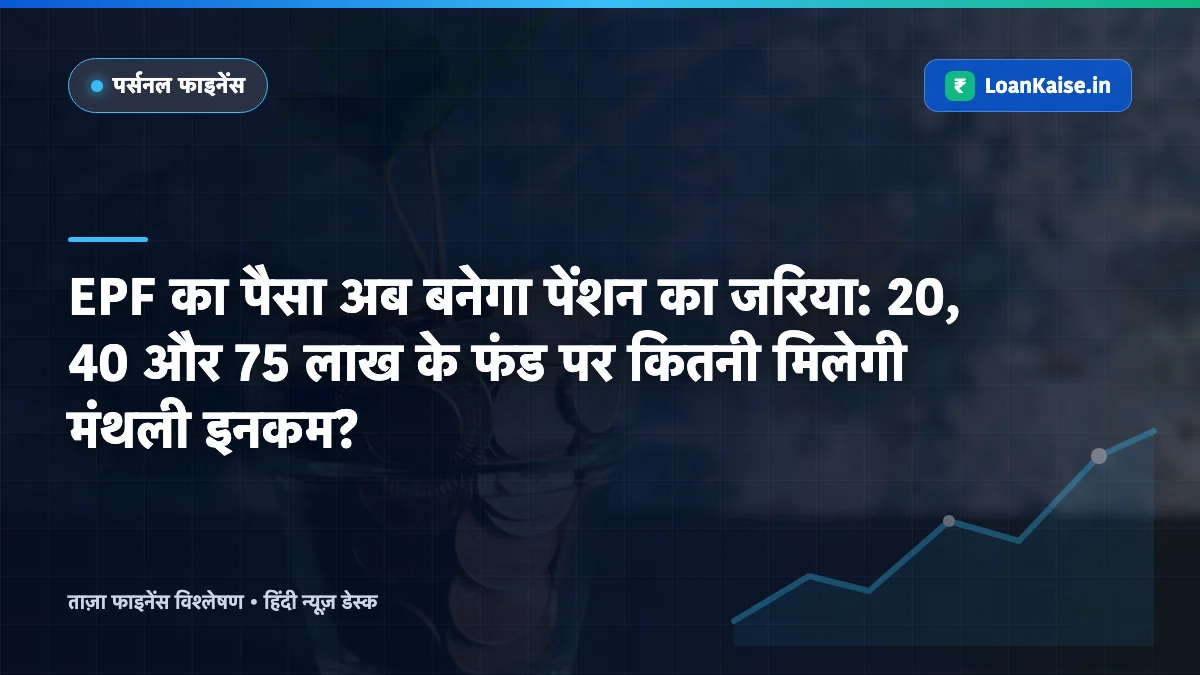 पर्सनल फाइनेंस
₹ LoanKaise.in
EPF का पैसा अब बनेगा पेंशन का जरिया: 20,
40 और 75 लाख के फंड पर कितनी मिलेगी
मंथली इनकम?
ताज़ा फाइनेंस विश्लेषण • हिंदी न्यूज़ डेस्क